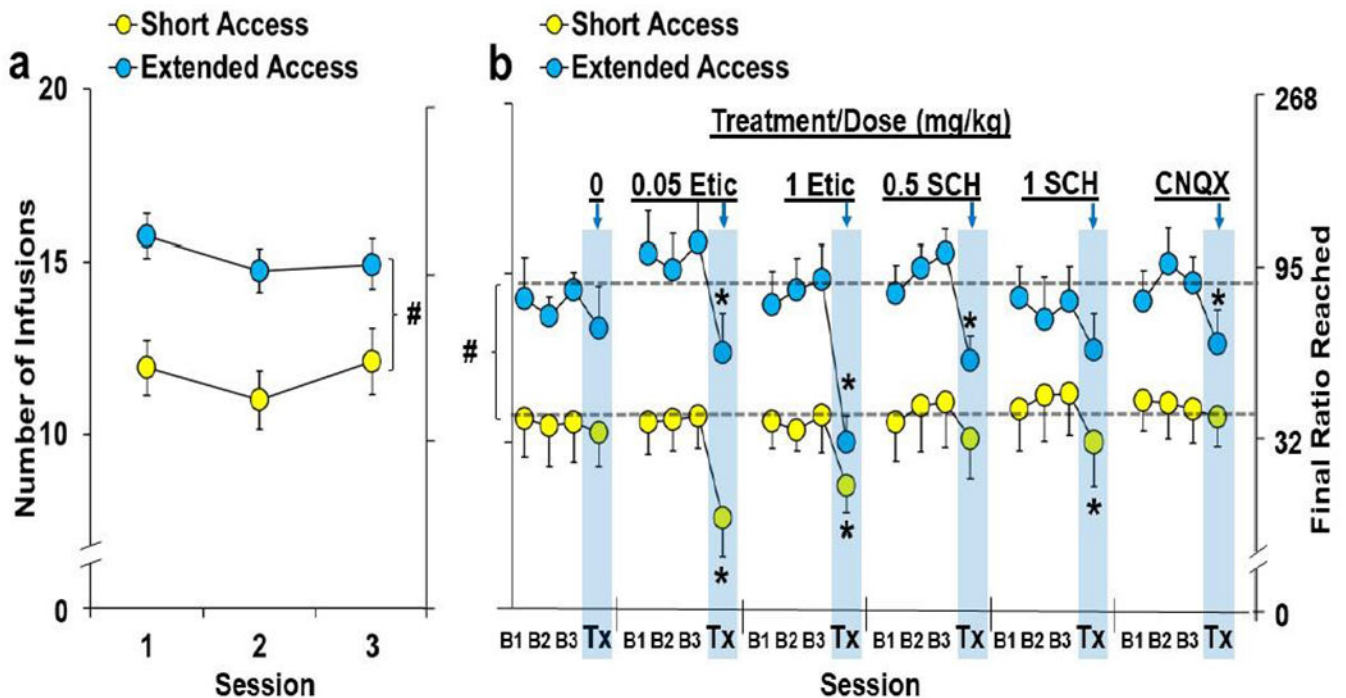 Short Access
Extended Access
a
20
15
10
0
Number of Infusions
#
1 2 3
Session
Short Access
Extended Access
b
Treatment/Dose (mg/kg)
0 0.05 Etic 1 Etic 0.5 SCH 1 SCH CNQX
268
95
32
0
Final Ratio Reached
#
* * * *
* * *
B1 B2 B3 Tx B1 B2 B3 Tx B1 B2 B3 Tx B1 B2 B3 Tx B1 B2 B3 Tx B1 B2 B3 Tx
Session